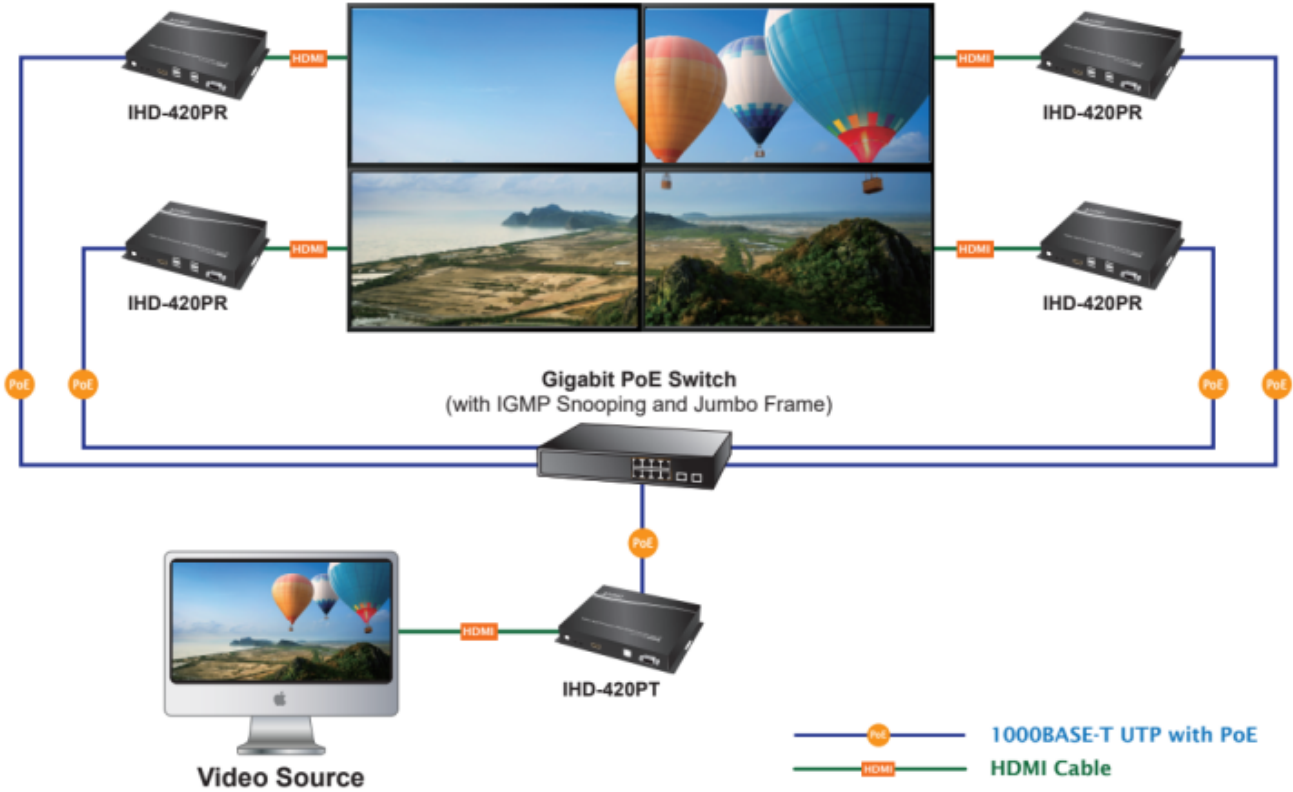 HDMI
HDMI
IHD-420PR
IHD-420PR
HDMI
HDMI
IHD-420PR
IHD-420PR
PoE
PoE
PoE
PoE
Gigabit PoE Switch
(with IGMP Snooping and Jumbo Frame)
PoE
HDMI
IHD-420PT
Video Source
PoE 1000BASE-T UTP with PoE
HDMI HDMI Cable